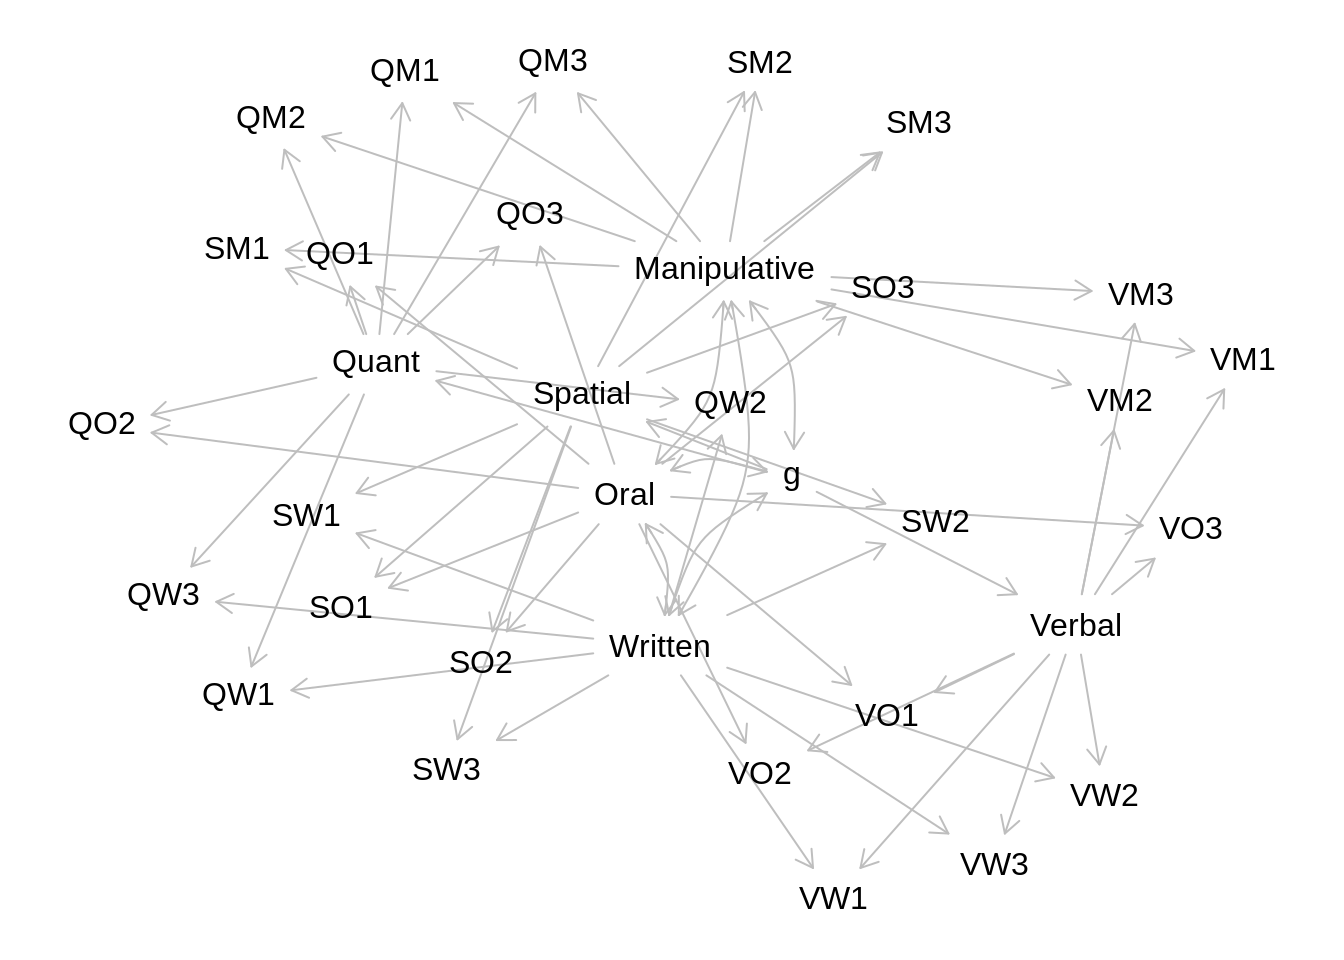 QM3
SM2
QM1
QM2
SM3
QO3
SM1
QO1
Manipulative
SO3
VM3
Quant
VM1
Spatial
QW2
VM2
QO2
g
Oral
SW1
SW2
VO3
QW3
SO1
Verbal
Written
SO2
QW1
VO1
SW3
VO2
VW2
VW3
VW1